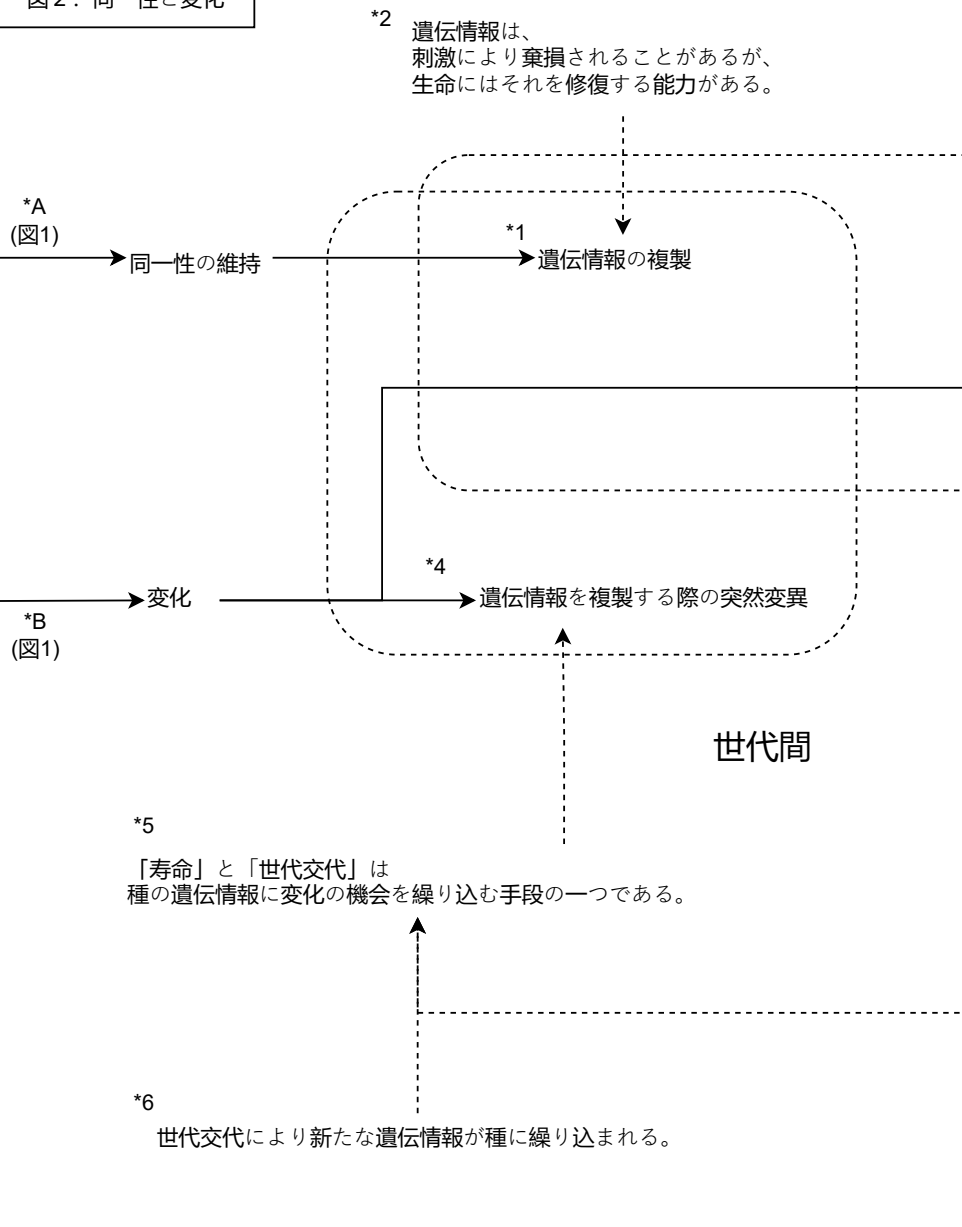 図2：同一性と変化
*2
遺伝情報は、
刺激により棄損されることがあるが、
生命にはそれを修復する能力がある。
*A
(図1)
同一性の維持
*1
遺伝情報の複製
変化
*B
(図1)
*4
遺伝情報を複製する際の突然変異
世代間
*5
「寿命」と「世代交代」は
種の遺伝情報に変化の機会を繰り込む手段の一つである。
*6
世代交代により新たな遺伝情報が種に繰り込まれる。